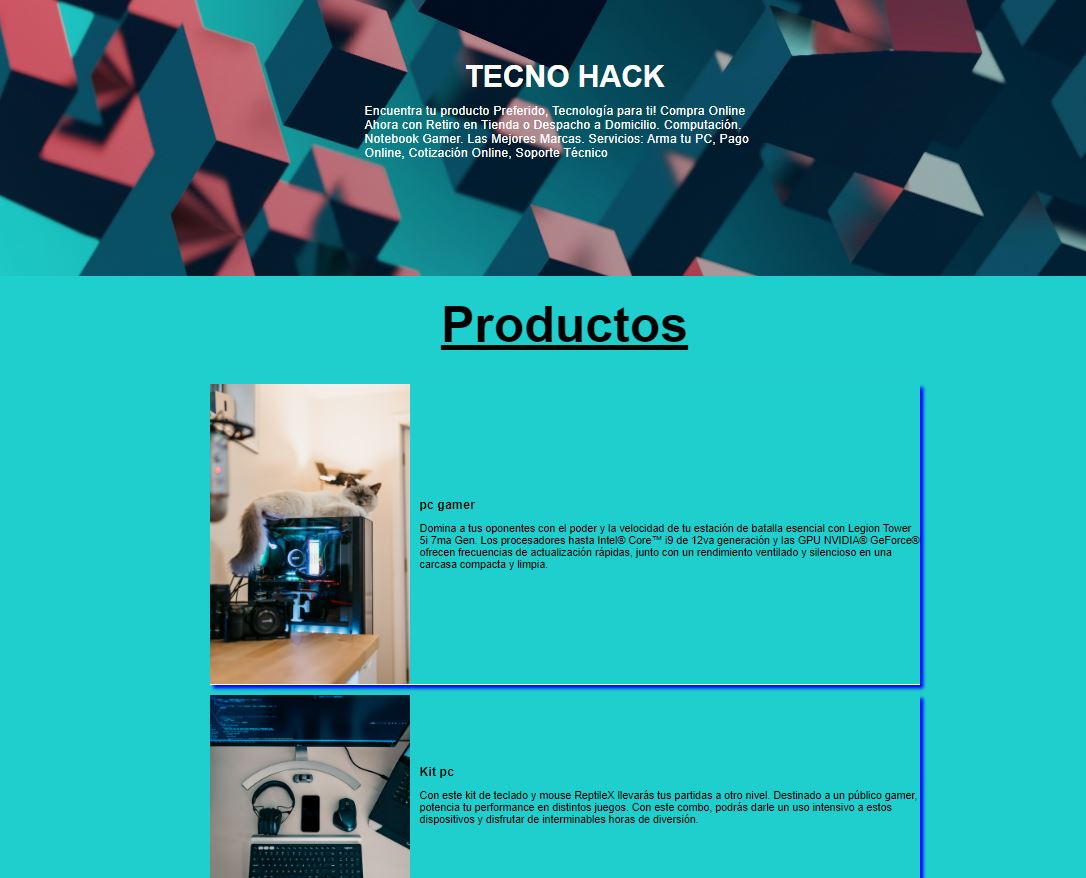 TECNO HACK
Encuentra tu producto Preferido, Tecnología para ti! Compra Online
Ahora con Retiro en Tienda o Despacho a Domicilio. Computación.
Notebook Gamer. Las Mejores Marcas. Servicios: Arma tu PC, Pago
Online, Cotización Online, Soporte Técnico
Productos
pc gamer
Domina a tus oponentes con el poder y la velocidad de tu estación de batalla esencial con Legion Tower
5i 7ma Gen. Los procesadores hasta Intel® Core™ i9 de 12va generación y las GPU NVIDIA® GeForce®
ofrecen frecuencias de actualización rápidas, junto con un rendimiento ventilado y silencioso en una
carcasa compacta y limpia.
Kit pc
Con este kit de teclado y mouse ReptileX llevarás tus partidas a otro nivel. Destinado a un público gamer,
potencia tu performance en distintos juegos. Con este combo, podrás darle un uso intensivo a estos
dispositivos y disfrutar de interminables horas de diversión.